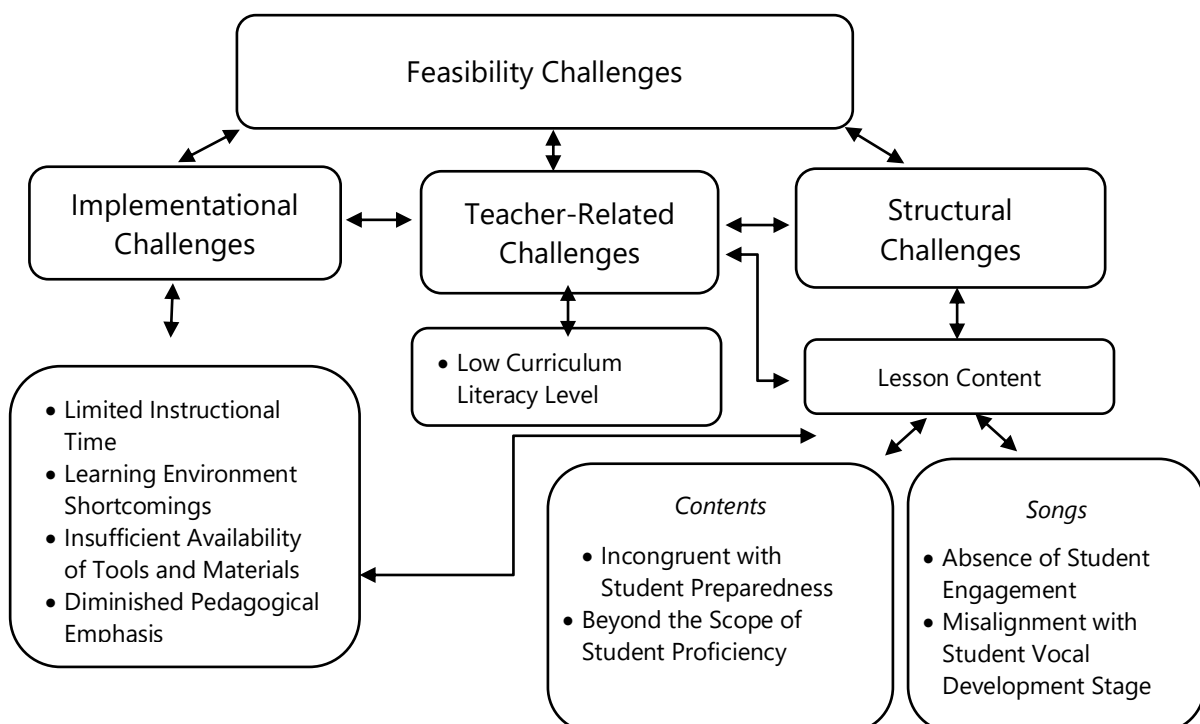 Feasibility Challenges
Implementational
Challenges
Teacher-Related
Challenges
Structural
Challenges
• Low Curriculum
Literacy Level
Lesson Content
• Limited Instructional
Time
• Learning Environment
Shortcomings
• Insufficient Availability
of Tools and Materials
• Diminished Pedagogical
Emphasis
Contents
• Incongruent with
Student Preparedness
• Beyond the Scope of
Student Proficiency
Songs
• Absence of Student
Engagement
• Misalignment with
Student Vocal
Development Stage